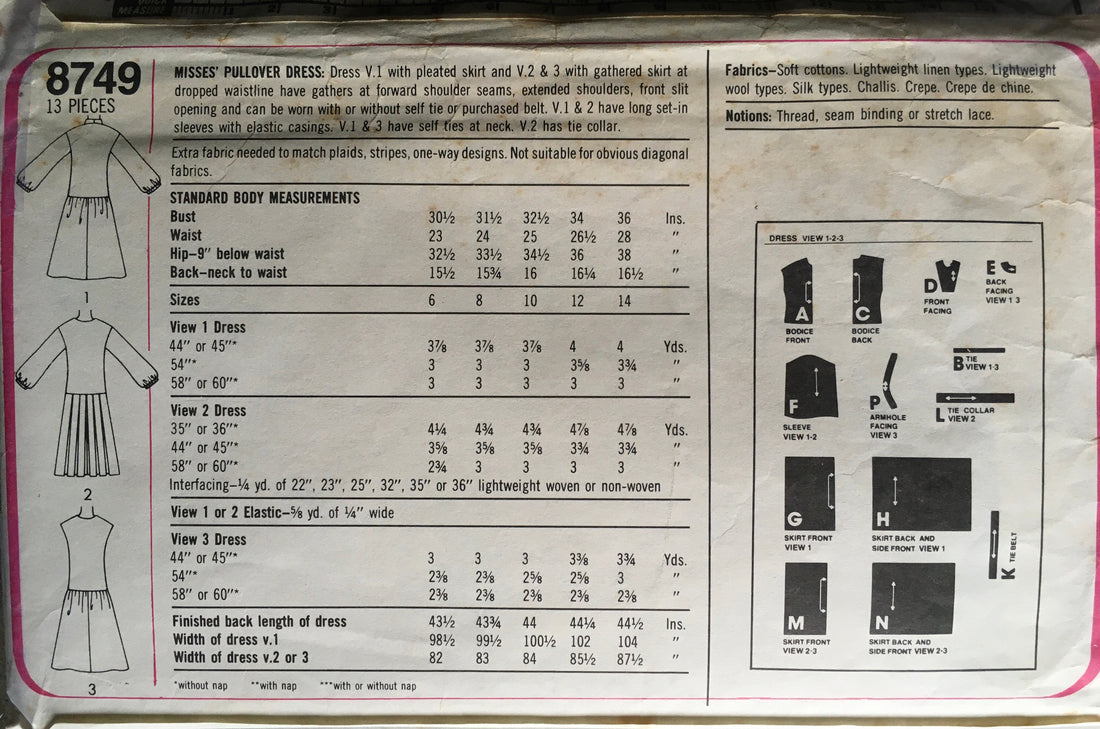 QUICK
MEASURE
8749
13 PIECES
1
2
3
MISSES' PULLOVER DRESS: Dress V.1 with pleated skirt and V.2 & 3 with gathered skirt at
dropped waistline have gathers at forward shoulder seams, extended shoulders, front slit
opening and can be worn with or without self tie or purchased belt. V.1 & 2 have long set-in
sleeves with elastic casings. V.1 & 3 have self ties at neck. V.2 has tie collar.
Extra fabric needed to match plaids, stripes, one-way designs. Not suitable for obvious diagonal
fabrics.
STANDARD BODY MEASUREMENTS
Bust 30½ 31½ 32½ 34 36 Ins.
Waist 23 24 25 26½ 28 "
Hip–9" below waist 32½ 33½ 34½ 36 38 "
Back–neck to waist 15½ 15¾ 16 16¼ 16½ "
Sizes 6 8 10 12 14
View 1 Dress
44" or 45"* 3⅞ 3⅞ 3⅞ 4 4 Yds.
54"* 3 3 3 3⅝ 3¾ "
58" or 60"* 3 3 3 3 3 "
View 2 Dress
35" or 36"* 4¼ 4¾ 4¾ 4⅞ 4⅞ Yds.
44" or 45"* 3⅝ 3⅝ 3⅝ 3¾ 3¾ "
58" or 60"* 2¾ 3 3 3 3 "
Interfacing–¼ yd. of 22", 23", 25", 32", 35" or 36" lightweight woven or non-woven
View 1 or 2 Elastic–⅝ yd. of ¼" wide
View 3 Dress
44" or 45"* 3 3 3 3⅜ 3¾ Yds.
54"* 2⅜ 2⅜ 2⅝ 2⅝ 3 "
58" or 60"* 2⅜ 2⅜ 2⅜ 2⅜ 2⅜ "
Finished back length of dress 43½ 43¾ 44 44¼ 44½ Ins.
Width of dress v.1 98½ 99½ 100½ 102 104 "
Width of dress v.2 or 3 82 83 84 85½ 87½ "
*without nap **with nap ***with or without nap
Fabrics–Soft cottons. Lightweight linen types. Lightweight
wool types. Silk types. Challis. Crepe. Crepe de chine.
Notions: Thread, seam binding or stretch lace.
DRESS VIEW 1-2-3
A
BODICE
FRONT
C
BODICE
BACK
D
FRONT
FACING
E
BACK
FACING
VIEW 1 3
B TIE
VIEW 1-3
F
SLEEVE
VIEW 1-2
P
ARMHOLE
FACING
VIEW 3
L TIE COLLAR
VIEW 2
G
SKIRT FRONT
VIEW 1
H
SKIRT BACK AND
SIDE FRONT VIEW 1
K TIE BELT
M
SKIRT FRONT
VIEW 2-3
N
SKIRT BACK AND
SIDE FRONT VIEW 2-3